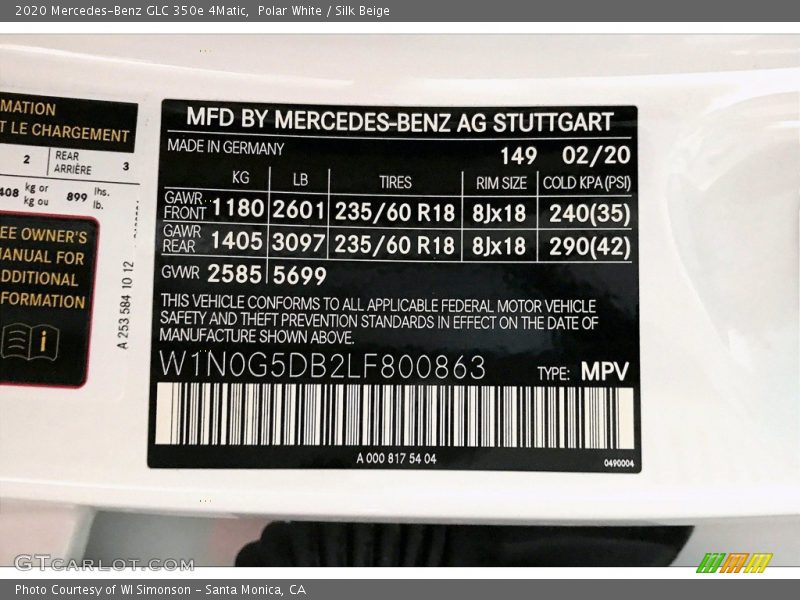 2020 Mercedes-Benz GLC 350e 4Matic,  Polar White / Silk Beige
MATION
T LE CHARGEMENT
2 REAR ARRIÈRE 3
408 kg or kg ou 899 lbs. lb.
EE OWNER'S
ANUAL FOR
DDITIONAL
FORMATION
i
A 253 584 10 12
MFD BY MERCEDES-BENZ AG STUTTGART
MADE IN GERMANY 149 02/20
KG LB TIRES RIM SIZE COLD KPA(PSI)
GAWR FRONT 1180 2601 235/60 R18 8Jx18 240(35)
GAWR REAR 1405 3097 235/60 R18 8Jx18 290(42)
GWR 2585 5699
THIS VEHICLE CONFORMS TO ALL APPLICABLE FEDERAL MOTOR VEHICLE
SAFETY AND THEFT PREVENTION STANDARDS IN EFFECT ON THE DATE OF
MANUFACTURE SHOWN ABOVE.
W1N0G5DB2LF800863 TYPE: MPV
A 000 817 54 04
0490004
GTCARLOT.COM
Photo Courtesy of WI Simonson - Santa Monica, CA